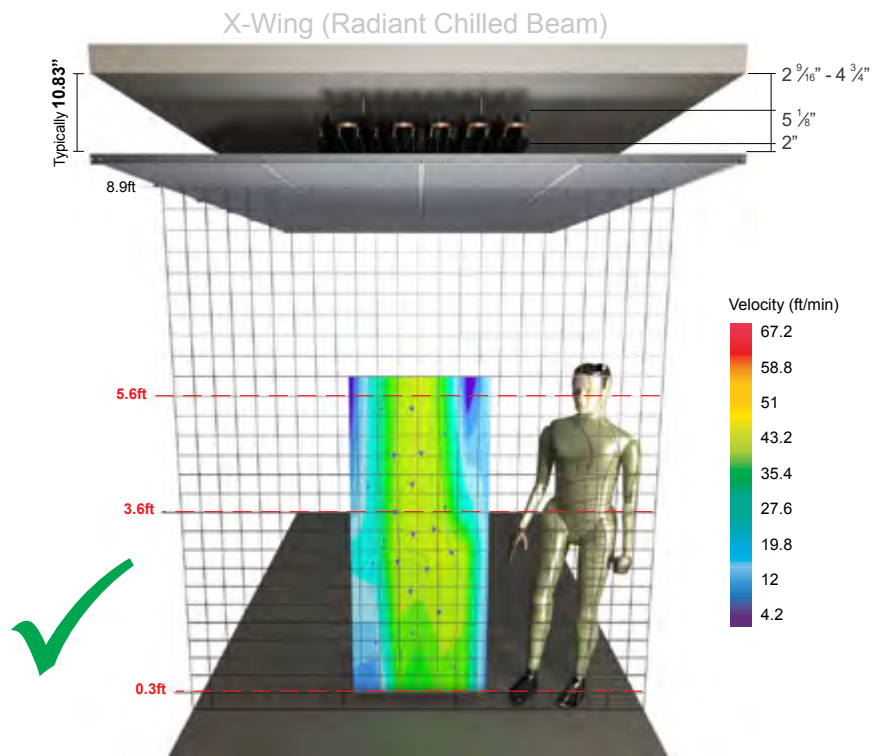 X-Wing (Radiant Chilled Beam)
Typically 10.83”
2 9⁄16” - 4 3⁄4”
5 1⁄8”
2”
8.9ft
Velocity (ft/min)
67.2
58.8
51
43.2
35.4
27.6
19.8
12
4.2
5.6ft
3.6ft
0.3ft